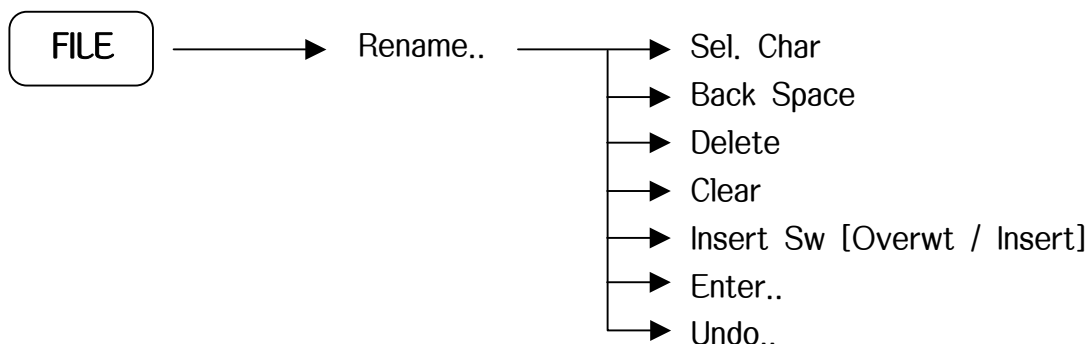 FILE Rename.. Sel. Char
Back Space
Delete
Clear
Insert Sw [Overwt / Insert]
Enter..
Undo..